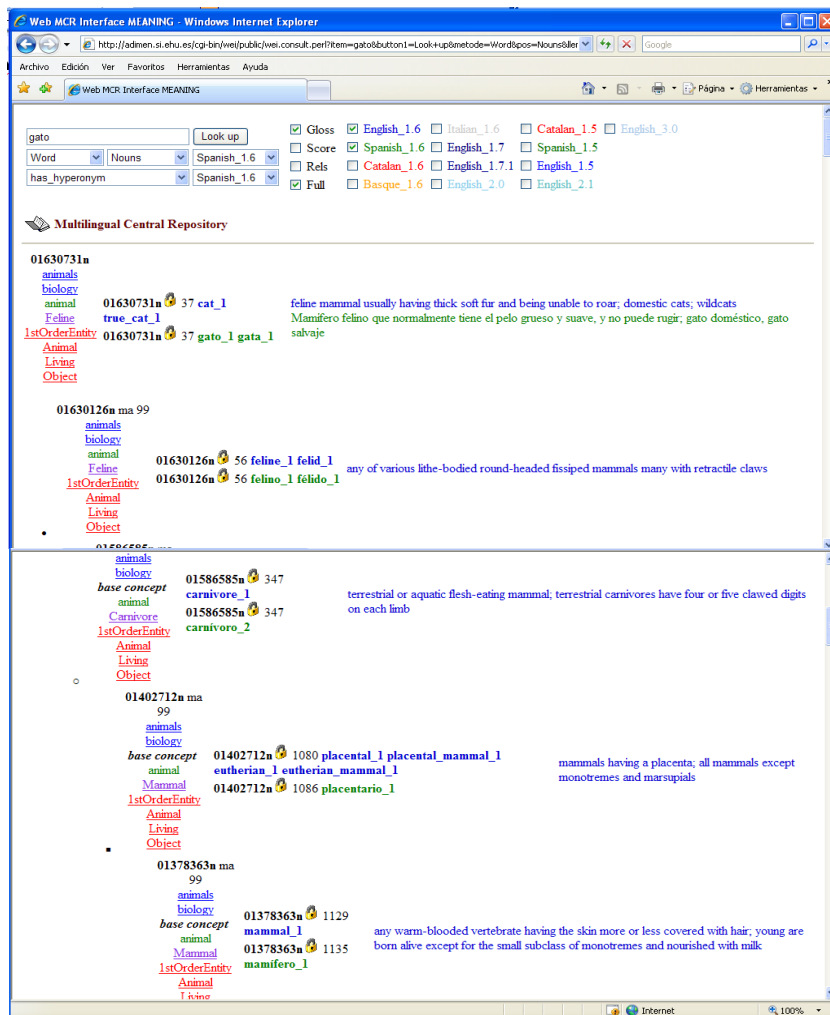 Web MCR Interface MEANING - Windows Internet Explorer
http://adimen.si.ehu.es/cgi-bin/wei/public/wei.consult.perl?item=gato&button1=Look+up&metode=Word&pos=Nouns&ller
Google
Archivo Edición Ver Favoritos Herramientas Ayuda
Web MCR Interface MEANING
Página Herramientas
gato Look up
Word Nouns Spanish_1.6
has_hyperonym Spanish_1.6
Gloss English_1.6 Italian_1.6 Catalan_1.5 English_3.0
Score Spanish_1.6 English_1.7 Spanish_1.5
Rels Catalan_1.6 English_1.7.1 English_1.5
Full Basque_1.6 English_2.0 English_2.1
Multilingual Central Repository
01630731n
animals
biology
animal
Feline
1stOrderEntity
Animal
Living
Object
01630731n 37 cat_1
true_cat_1
01630731n 37 gato_1 gata_1
feline mammal usually having thick soft fur and being unable to roar; domestic cats; wildcats
Mamífero felino que normalmente tiene el pelo grueso y suave, y no puede rugir; gato doméstico, gato
salvaje
01630126n ma 99
animals
biology
animal
Feline
1stOrderEntity
Animal
Living
Object
01630126n 56 feline_1 felid_1
01630126n 56 felino_1 félido_1
any of various lithe-bodied round-headed fissiped mammals many with retractile claws
01586585n ma
animals
biology
base concept
animal
Carnivore
1stOrderEntity
Animal
Living
Object
01586585n 347
carnivore_1
01586585n 347
carnívoro_2
terrestrial or aquatic flesh-eating mammal; terrestrial carnivores have four or five clawed digits
on each limb
01402712n ma
99
animals
biology
base concept
animal
Mammal
1stOrderEntity
Animal
Living
Object
01402712n 1080 placental_1 placental_mammal_1
eutherian_1 eutherian_mammal_1
01402712n 1086 placentario_1
mammals having a placenta; all mammals except
monotremes and marsupials
01378363n ma
99
animals
biology
base concept
animal
Mammal
1stOrderEntity
Animal
Living
01378363n 1129
mammal_1
01378363n 1135
mamífero_1
any warm-blooded vertebrate having the skin more or less covered with hair; young are
born alive except for the small subclass of monotremes and nourished with milk
Internet 100%